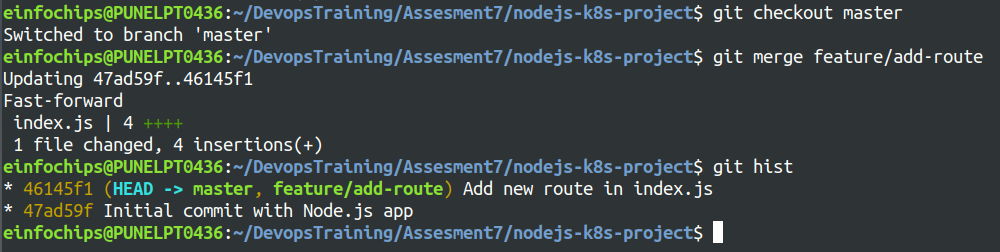 einfochips@PUNELPT0436:~/DevopsTraining/Assesment7/nodejs-k8s-project$ git checkout master
Switched to branch 'master'
einfochips@PUNELPT0436:~/DevopsTraining/Assesment7/nodejs-k8s-project$ git merge feature/add-route
Updating 47ad59f..46145f1
Fast-forward
 index.js | 4 ++++
 1 file changed, 4 insertions(+)
einfochips@PUNELPT0436:~/DevopsTraining/Assesment7/nodejs-k8s-project$ git hist
* 46145f1 (HEAD -> master, feature/add-route) Add new route in index.js
* 47ad59f Initial commit with Node.js app
einfochips@PUNELPT0436:~/DevopsTraining/Assesment7/nodejs-k8s-project$